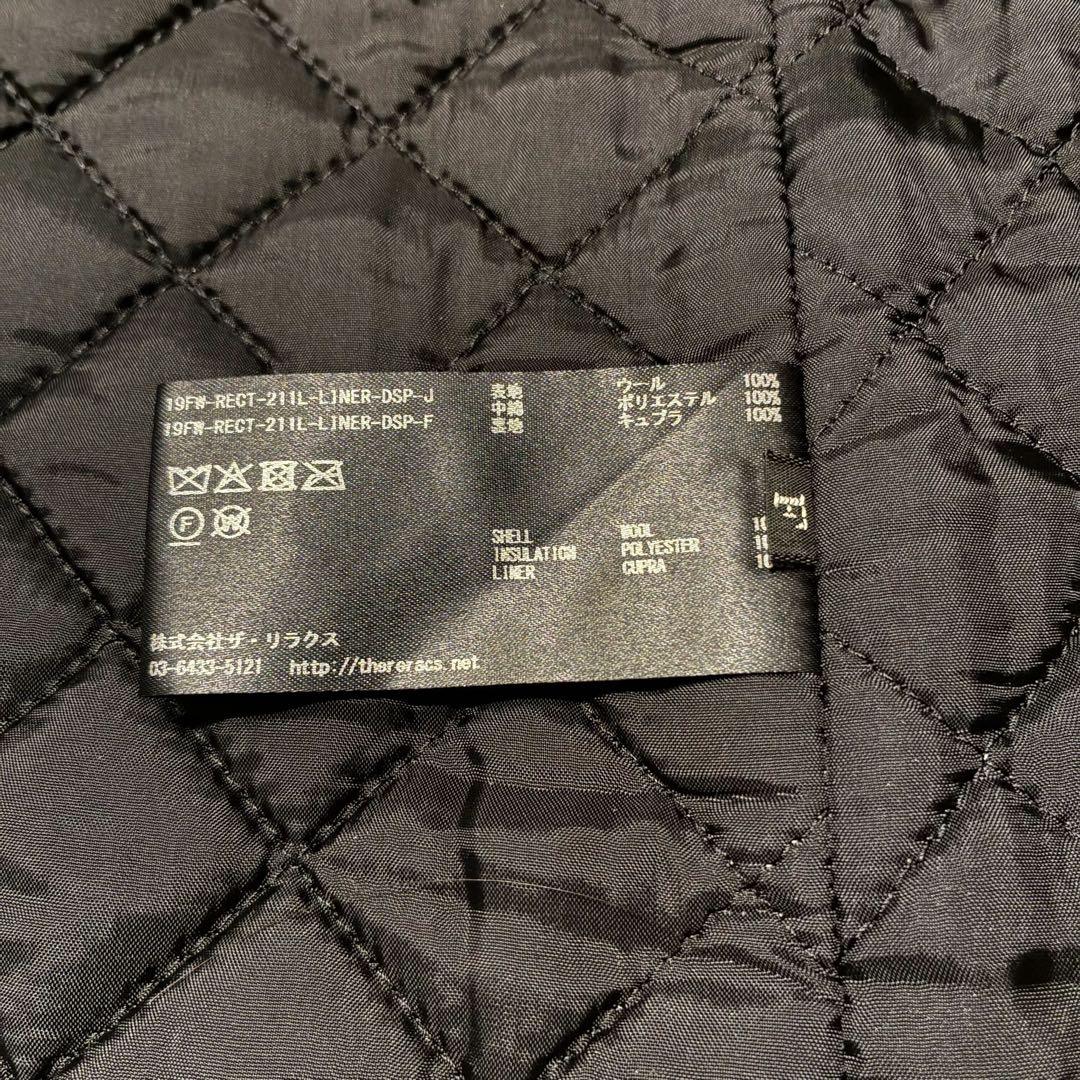 19FW-RECT-211L-LINER-DSP-J
19FW-RECT-211L-LINER-DSP-F
表地 ウール 100%
中綿 ポリエステル 100%
裏地 キュプラ 100%
F
W
SHELL WOOL
INSULATION POLYESTER
LINER CUPRA
株式会社ザ・リラクス
03-6433-5121 http://thereracs.net